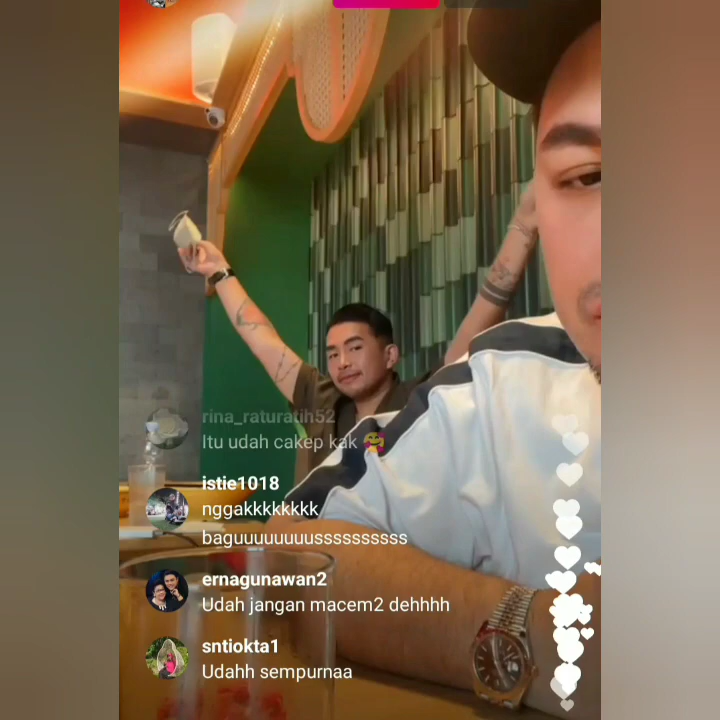 rina_raturatih52
Itu udah cakep kak 🥰
istie1018
nggakkkkkkkk
baguuuuuuuussssssssss
ernagunawan2
Udah jangan macem2 dehhhh
sntiokta1
Udahh sempurnaa